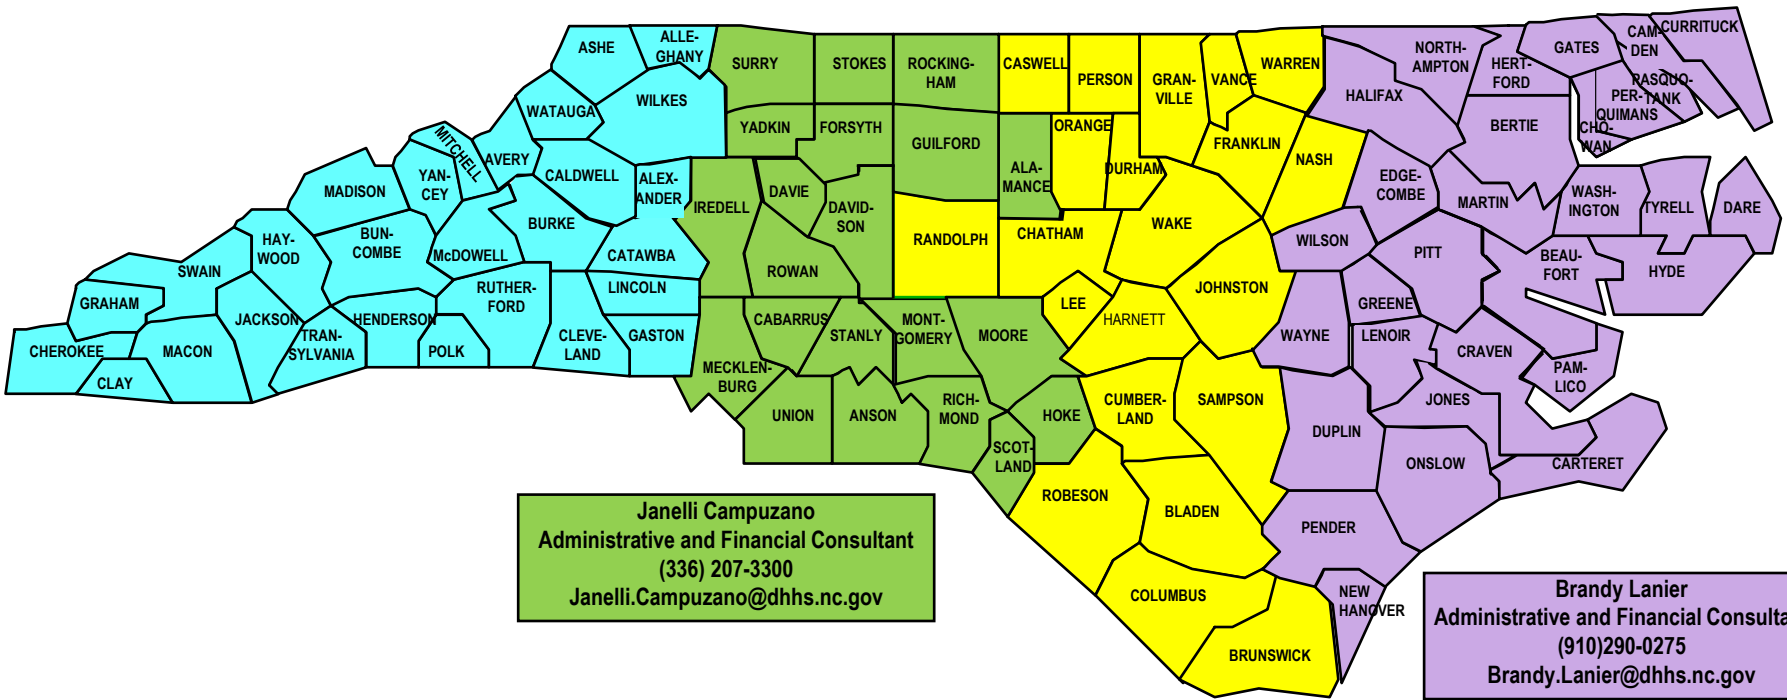 ASHE
ALLE-
GHANY
SURRY
STOKES
ROCKING-
HAM
CASWELL
PERSON
GRAN-
VILLE
VANCE
WARREN
NORTH-
AMPTON
HERT-
FORD
GATES
CAM-
DEN
CURRITUCK
PASQUO-
TANK
PER-
QUIMANS
CHO-
WAN
WATAUGA
WILKES
YADKIN
FORSYTH
GUILFORD
ALA-
MANCE
ORANGE
DURHAM
FRANKLIN
NASH
HALIFAX
BERTIE
MITCHELL
AVERY
CALDWELL
ALEX-
ANDER
IREDELL
DAVIE
DAVID-
SON
MADISON
YAN-
CEY
EDGE-
COMBE
MARTIN
WASH-
INGTON
TYRELL
DARE
HAY-
WOOD
BUN-
COMBE
McDOWELL
BURKE
CATAWBA
ROWAN
RANDOLPH
CHATHAM
WAKE
WILSON
PITT
BEAU-
FORT
HYDE
SWAIN
GRAHAM
JACKSON
TRAN-
SYLVANIA
HENDERSON
RUTHER-
FORD
POLK
CLEVE-
LAND
LINCOLN
GASTON
CABARRUS
STANLY
MONT-
GOMERY
MOORE
LEE
HARNETT
JOHNSTON
WAYNE
GREENE
LENOIR
CRAVEN
PAM-
LICO
CHEROKEE
CLAY
MACON
MECKLEN-
BURG
UNION
ANSON
RICH-
MOND
SCOT-
LAND
HOKE
CUMBER-
LAND
SAMPSON
DUPLIN
JONES
ONSLOW
CARTERET
ROBESON
BLADEN
PENDER
COLUMBUS
BRUNSWICK
NEW
HANOVER
Janelli Campuzano
Administrative and Financial Consultant
(336) 207-3300
Janelli.Campuzano@dhhs.nc.gov
Brandy Lanier
Administrative and Financial Consulta
(910)290-0275
Brandy.Lanier@dhhs.nc.gov